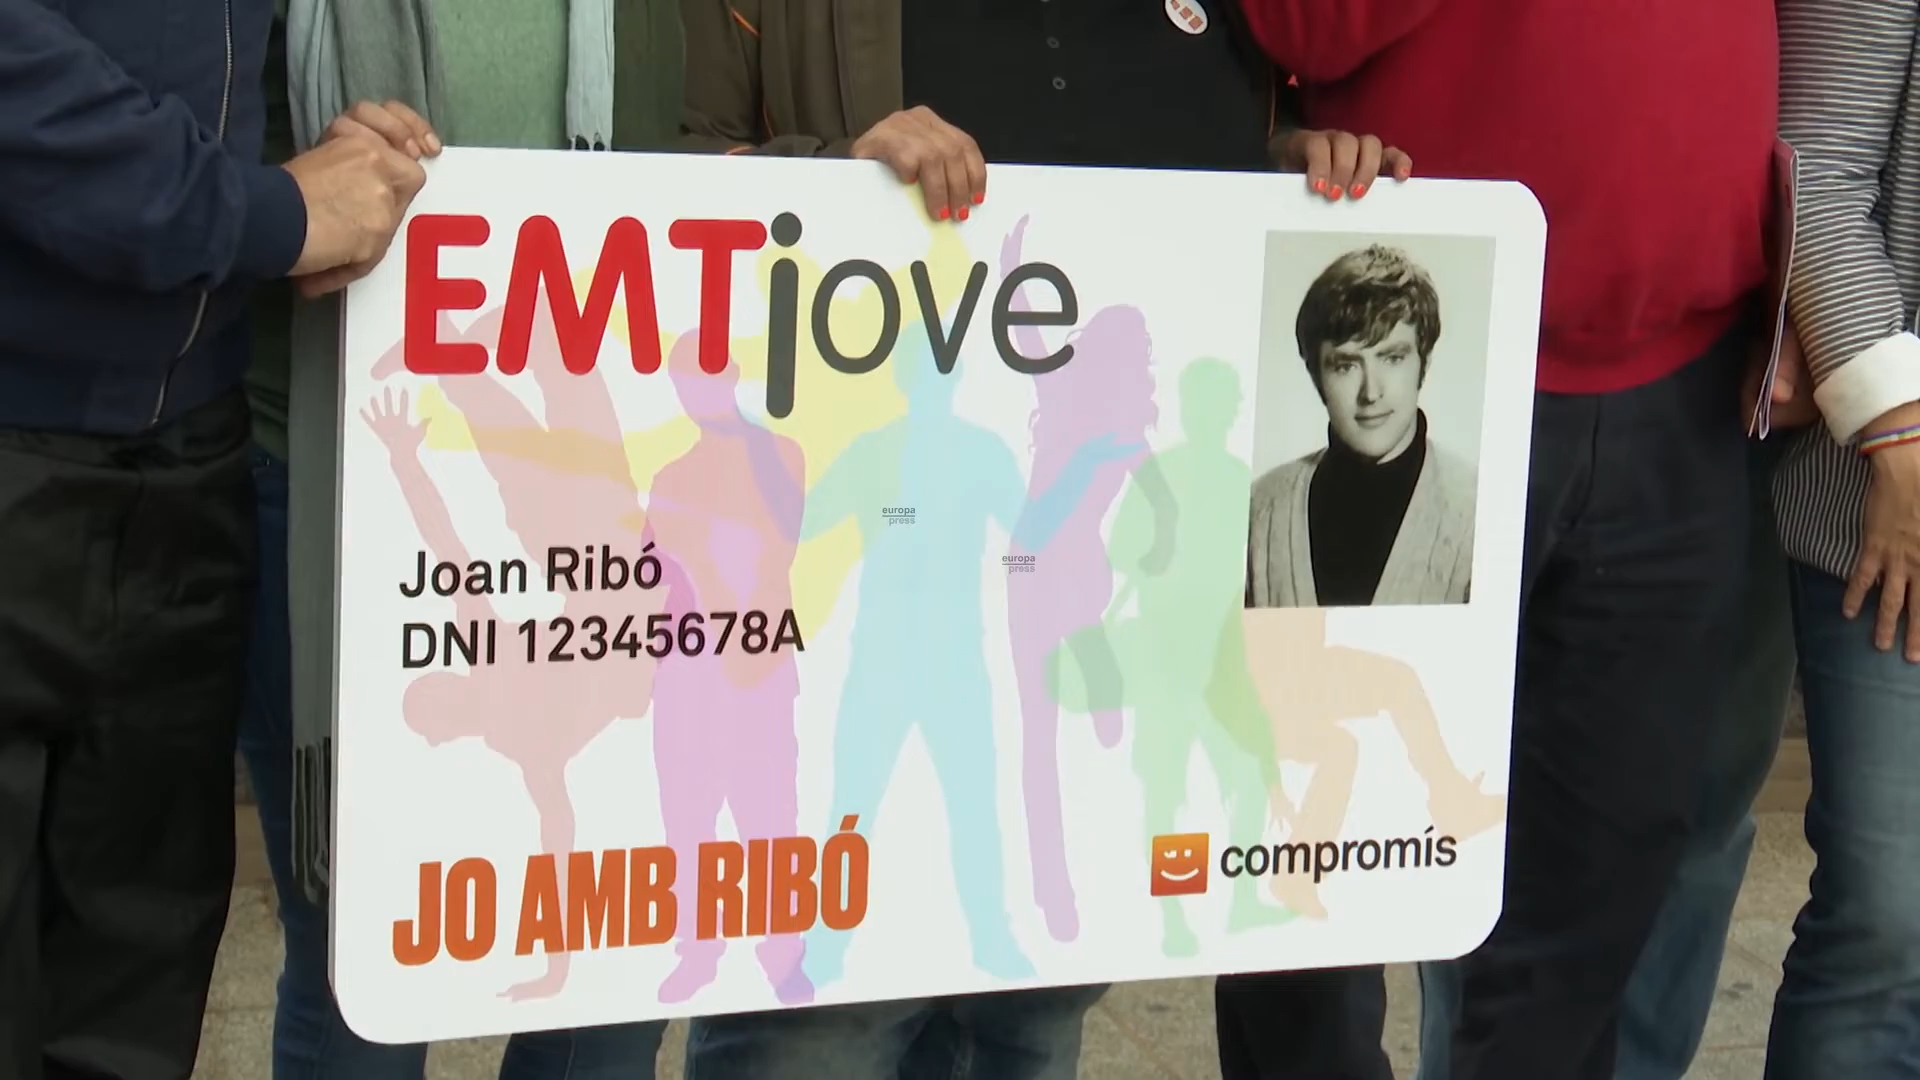 EMTjove
europa
press
europa
press
Joan Ribó
DNI 12345678A
JO AMB RIBÓ
compromís